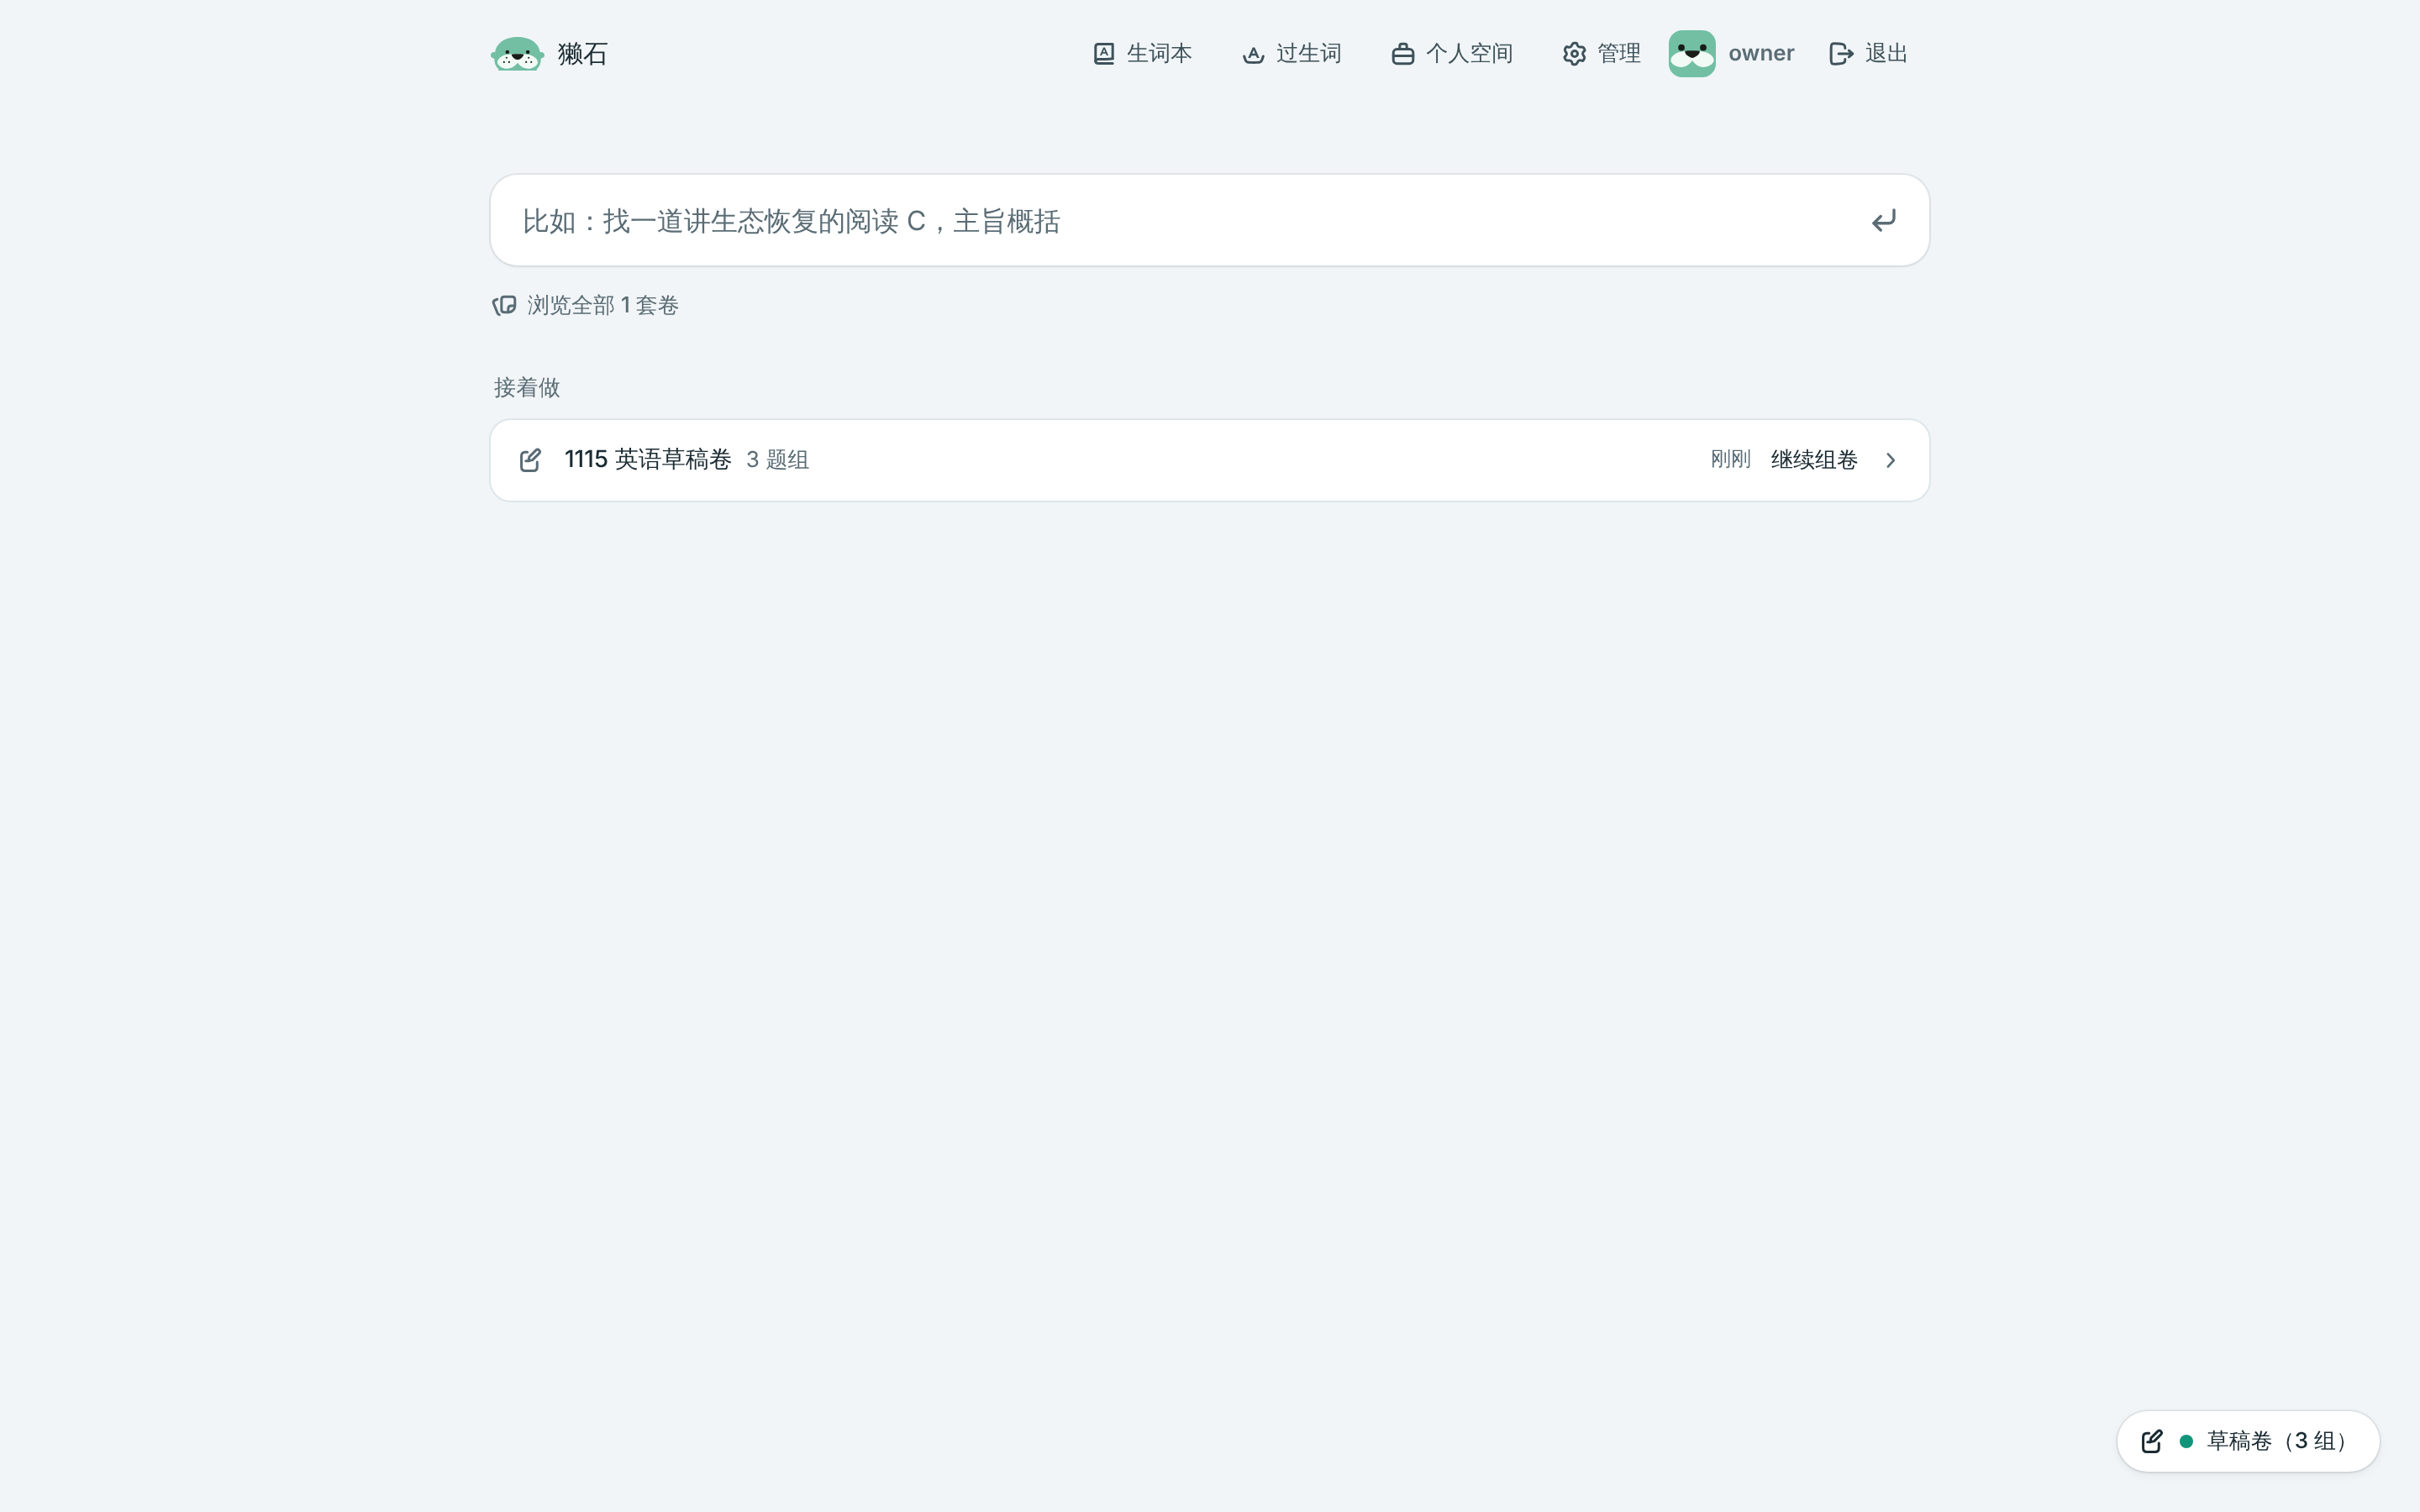 獭石
生词本 过生词 个人空间 管理 owner 退出
比如：找一道讲生态恢复的阅读 C，主旨概括
浏览全部 1 套卷
接着做
1115 英语草稿卷 3 题组 刚刚 继续组卷
草稿卷（3 组）